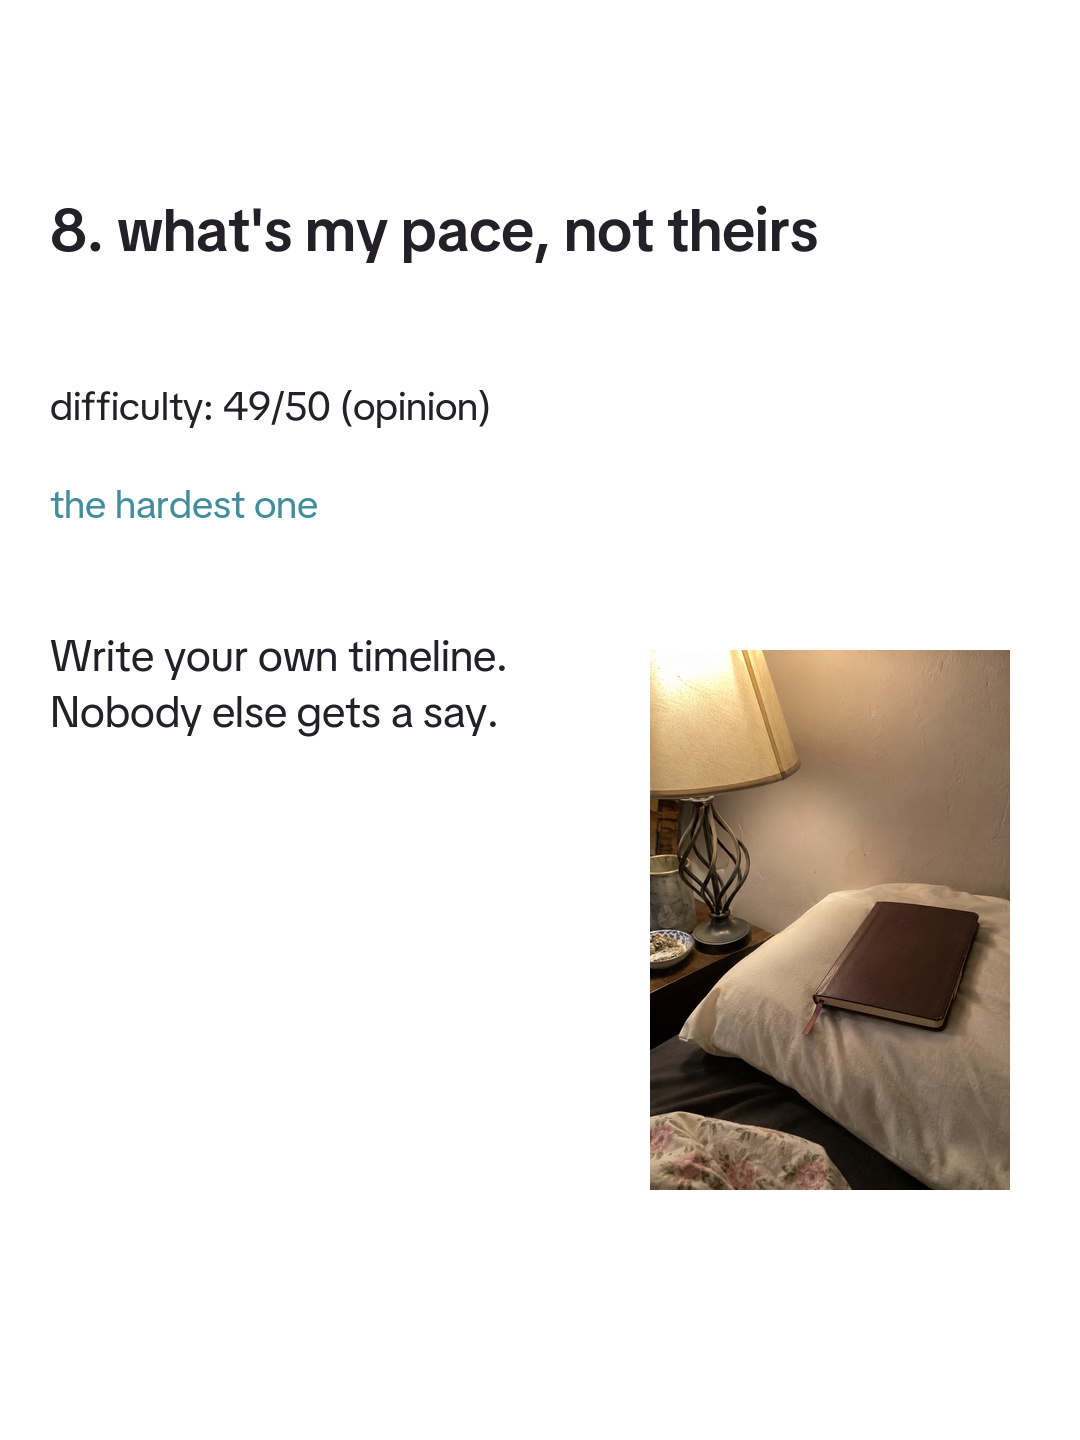 8. what's my pace, not theirs
difficulty: 49/50 (opinion)
the hardest one
Write your own timeline.
Nobody else gets a say.